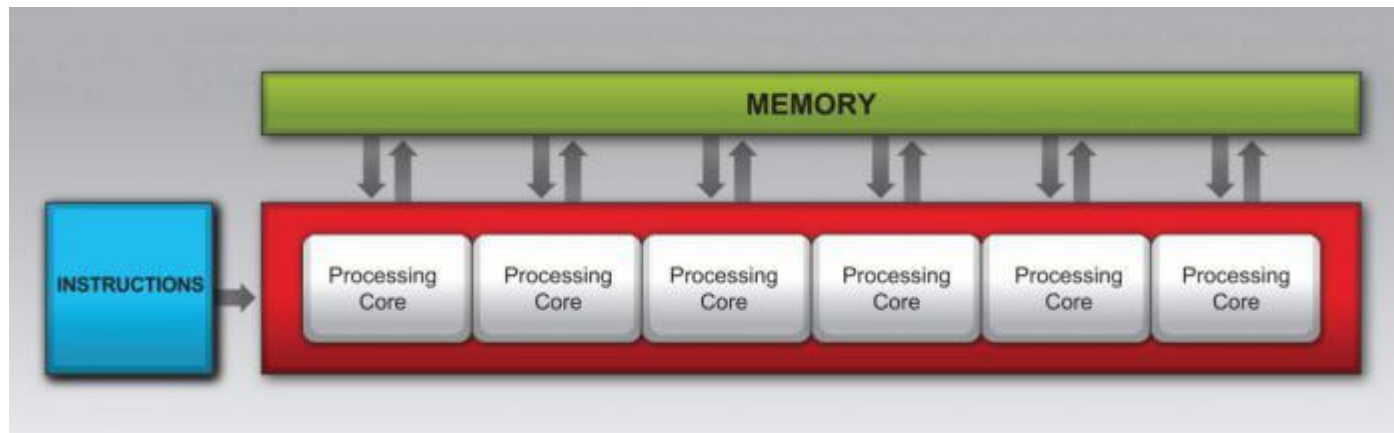 MEMORY
INSTRUCTIONS
Processing
Core
Processing
Core
Processing
Core
Processing
Core
Processing
Core
Processing
Core